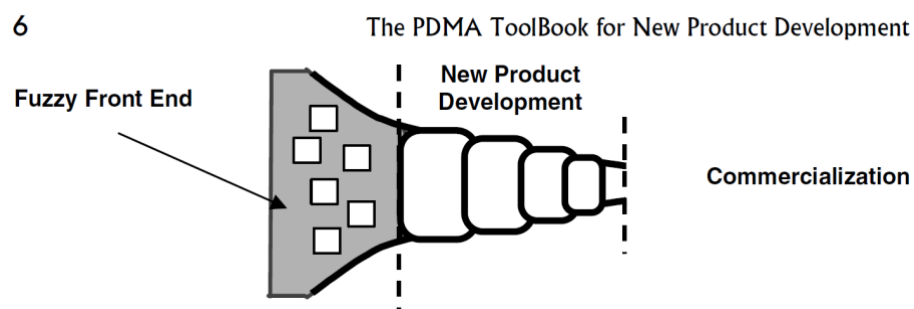 6
The PDMA ToolBook for New Product Development
Fuzzy Front End
New Product
Development
Commercialization